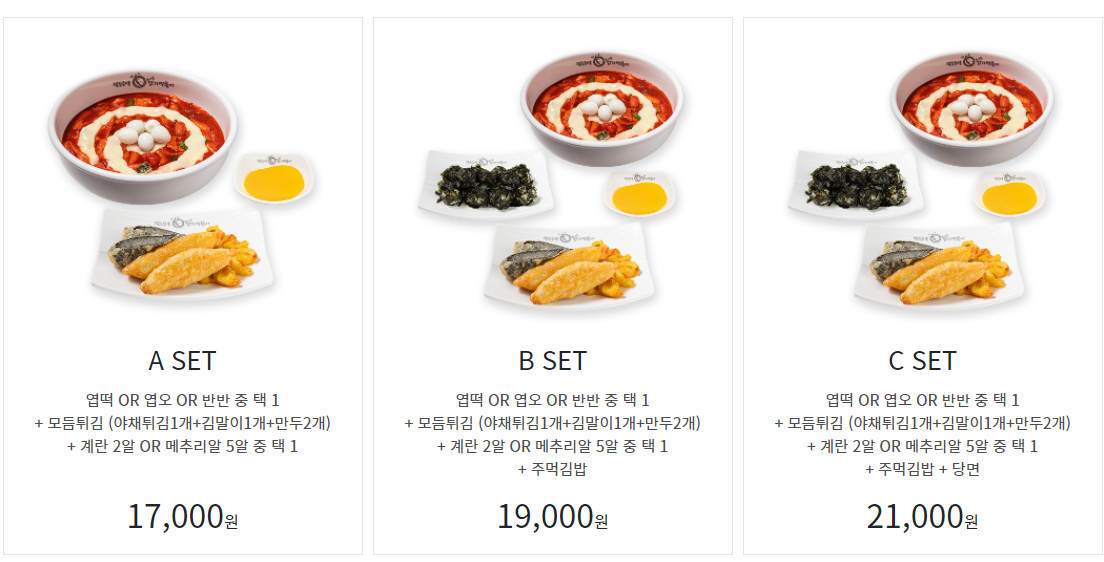 A SET
엽떡 OR 엽오 OR 반반 중 택 1
+ 모듬튀김 (야채튀김1개+김말이1개+만두2개)
+ 계란 2알 OR 메추리알 5알 중 택 1
17,000원
B SET
엽떡 OR 엽오 OR 반반 중 택 1
+ 모듬튀김 (야채튀김1개+김말이1개+만두2개)
+ 계란 2알 OR 메추리알 5알 중 택 1
+ 주먹김밥
19,000원
C SET
엽떡 OR 엽오 OR 반반 중 택 1
+ 모듬튀김 (야채튀김1개+김말이1개+만두2개)
+ 계란 2알 OR 메추리알 5알 중 택 1
+ 주먹김밥 + 당면
21,000원